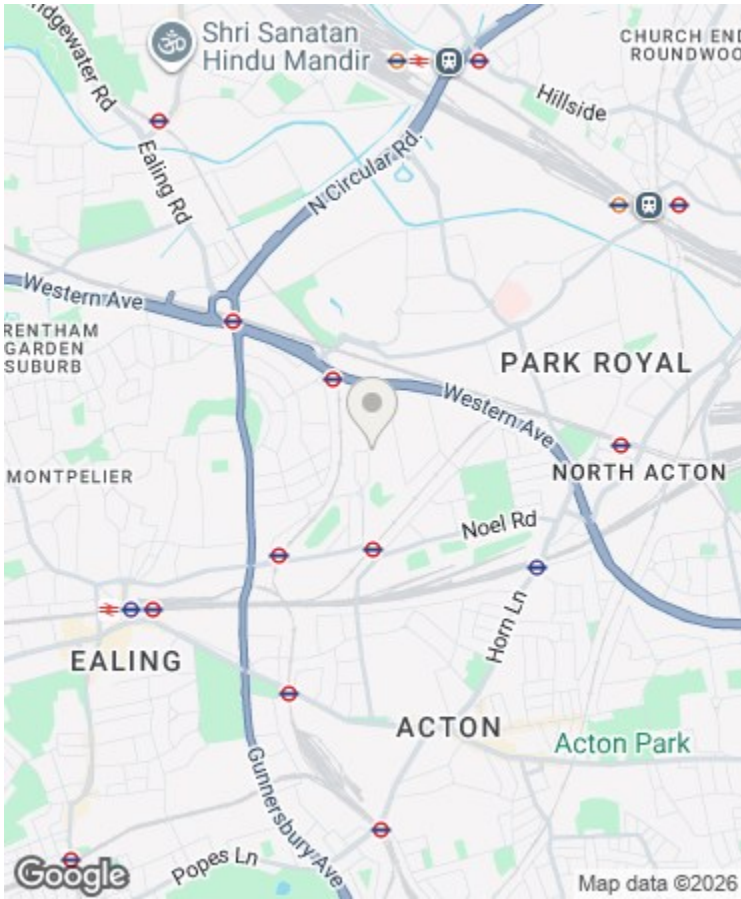 idgewater Rd
Shri Sanatan
Hindu Mandir
CHURCH END
ROUNDWOO
Hillside
Ealing Rd
N Circular Rd.
Western Ave
RENTHAM
GARDEN
SUBURB
PARK ROYAL
Western Ave
MONTPELIER
NORTH ACTON
Noel Rd
Horn Ln
EALING
ACTON
Acton Park
Gunnersbury Ave
Popes Ln
Google
Map data ©2026